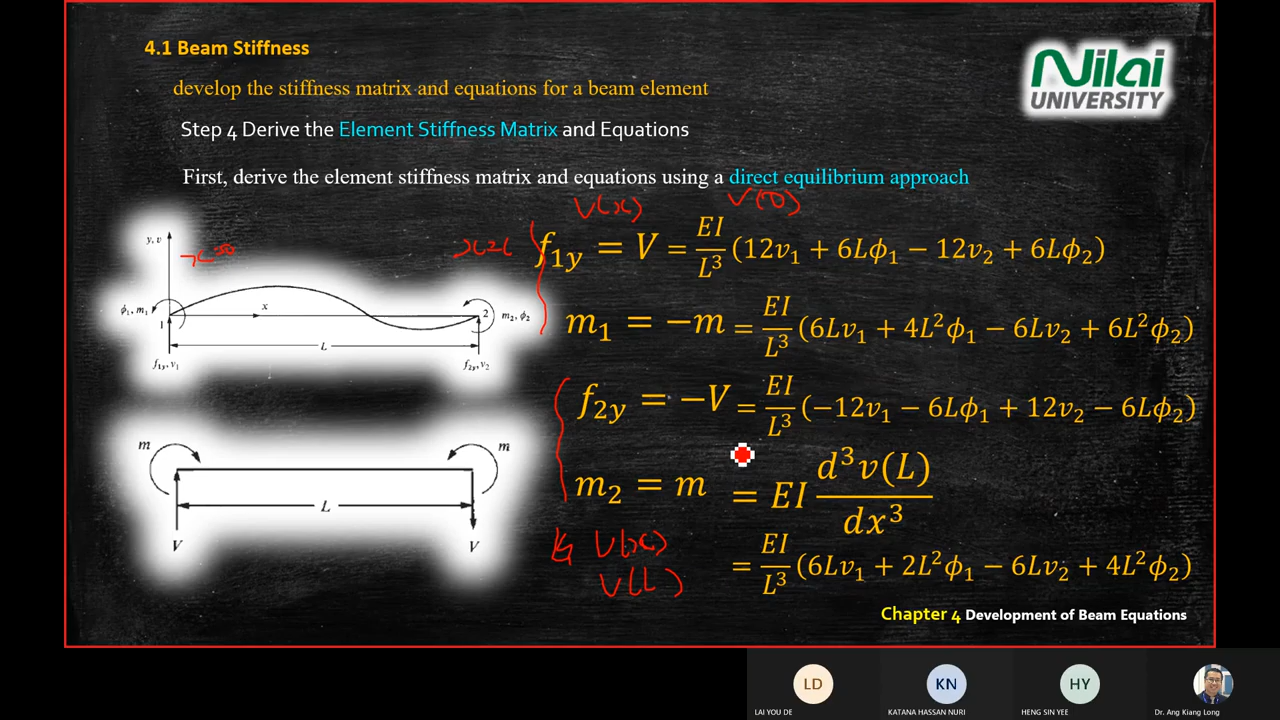 4.1 Beam Stiffness
Nilai
UNIVERSITY
develop the stiffness matrix and equations for a beam element
Step 4 Derive the Element Stiffness Matrix and Equations
First, derive the element stiffness matrix and equations using a direct equilibrium approach
V(x) V(0)
y, v
x=0
x=L
ϕ₁, m₁
1
x
2
m₂, ϕ₂
L
f₁y, v₁
f₂y, v₂
f₁y = V = EI/L³ (12v₁ + 6Lϕ₁ − 12v₂ + 6Lϕ₂)
m₁ = −m = EI/L³ (6Lv₁ + 4L²ϕ₁ − 6Lv₂ + 6L²ϕ₂)
f₂y = −V = EI/L³ (−12v₁ − 6Lϕ₁ + 12v₂ − 6Lϕ₂)
m₂ = m = EI d³v(L)/dx³
= EI/L³ (6Lv₁ + 2L²ϕ₁ − 6Lv₂ + 4L²ϕ₂)
m
m
L
V
V
V(x)
V(L)
Chapter 4 Development of Beam Equations
LD
KN
HY
LAI YOU DE
KATANA HASSAN NURI
HENG SIN YEE
Dr. Ang Kiang Long